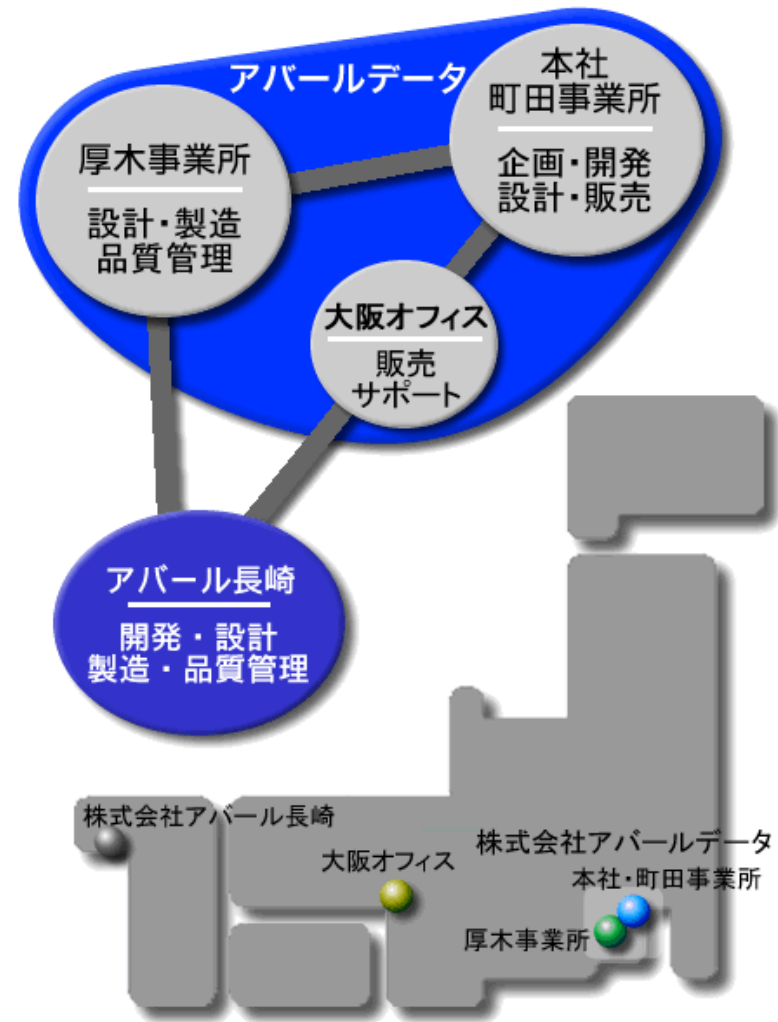 アバールデータ
本社
町田事業所
企画・開発
設計・販売
厚木事業所
設計・製造
品質管理
大阪オフィス
販売
サポート
アバール長崎
開発・設計
製造・品質管理
株式会社アバール長崎
大阪オフィス
株式会社アバールデータ
本社・町田事業所
厚木事業所